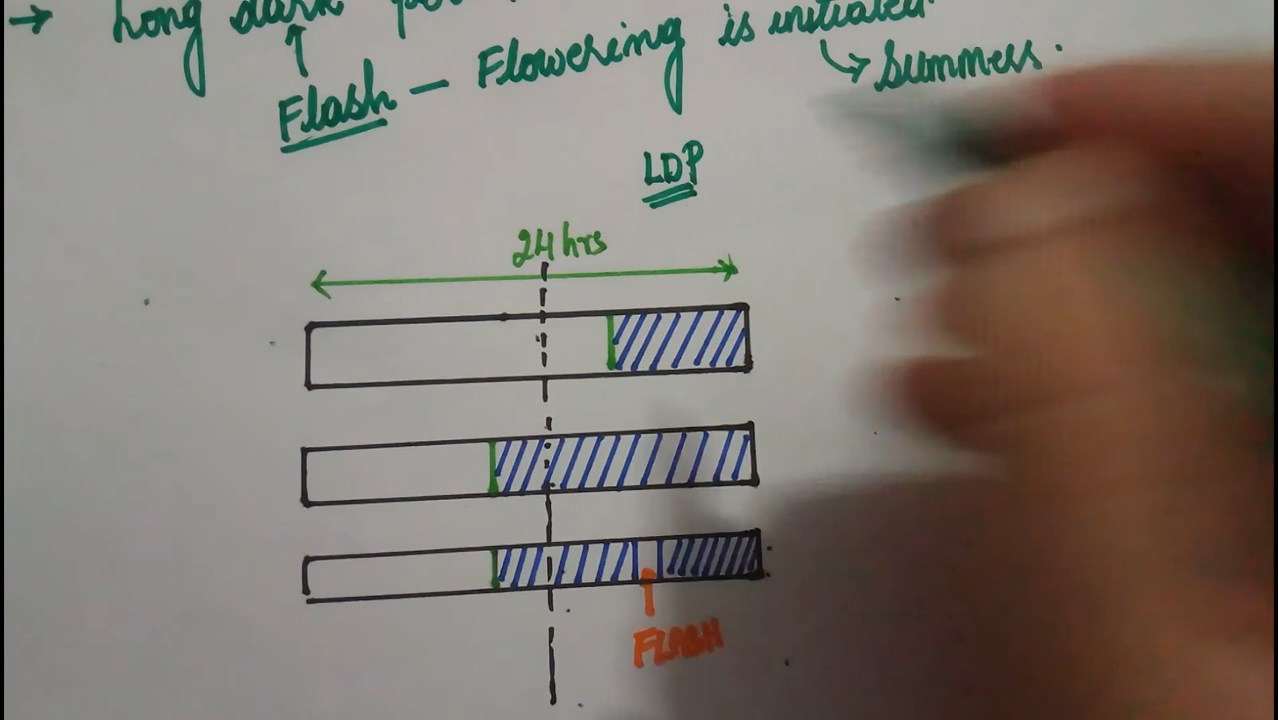 → Long dark
Flash — Flowering is initiated
↳ Summers.
LDP
24 hrs
FLASH